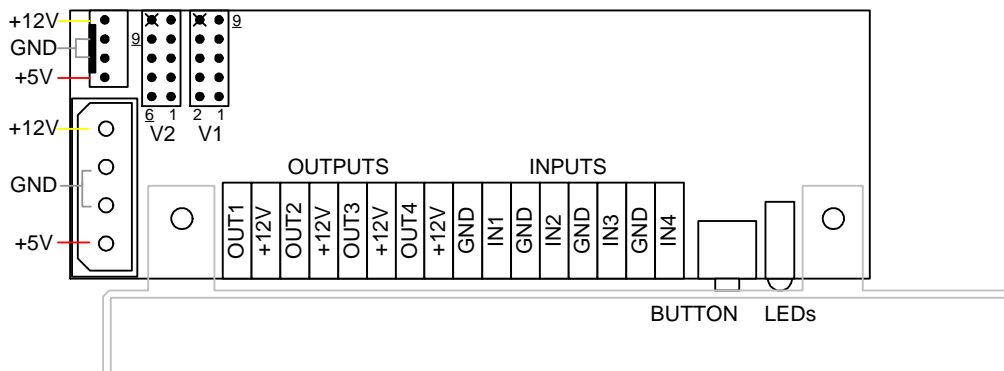 +12V
GND
+5V
9
9
6 1
2 1
V2
V1
+12V
GND
+5V
OUTPUTS
INPUTS
OUT1
+12V
OUT2
+12V
OUT3
+12V
OUT4
+12V
GND
IN1
GND
IN2
GND
IN3
GND
IN4
BUTTON
LEDs